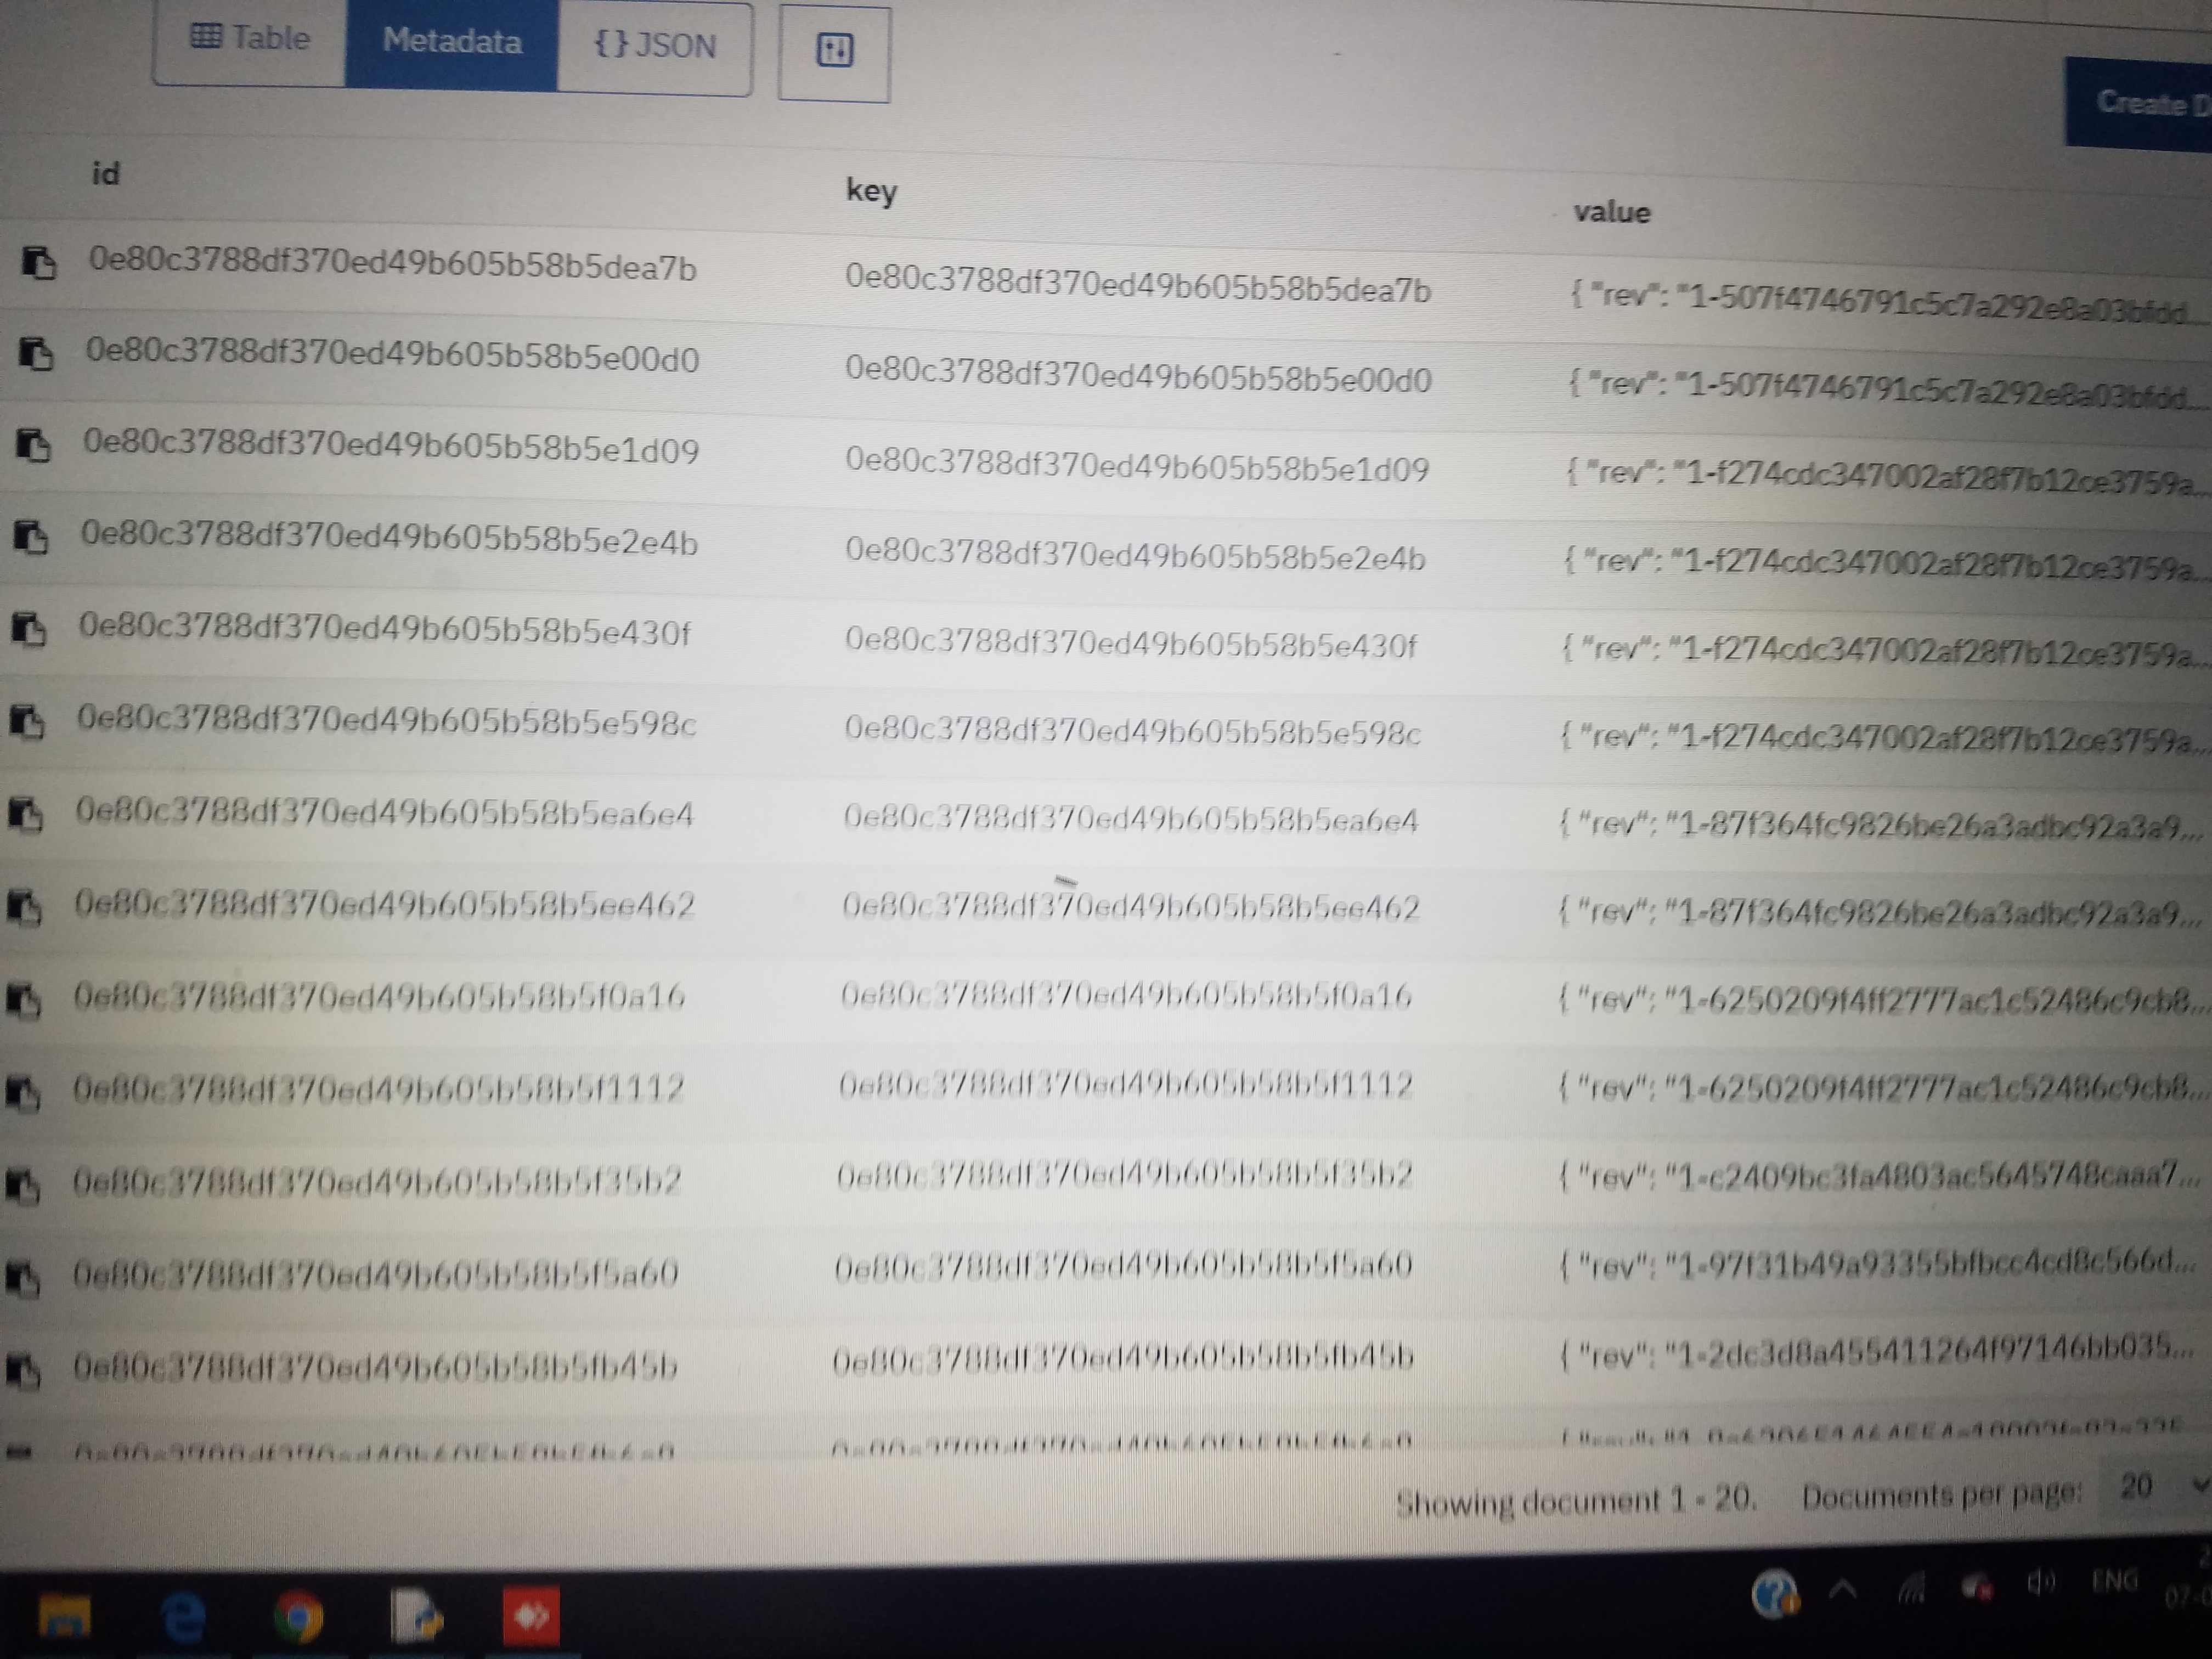 Table Metadata {} JSON
Create D
id key value
0e80c3788df370ed49b605b58b5dea7b 0e80c3788df370ed49b605b58b5dea7b { "rev": "1-507f4746791c5c7a292e8a03bfdd...
0e80c3788df370ed49b605b58b5e00d0 0e80c3788df370ed49b605b58b5e00d0 { "rev": "1-507f4746791c5c7a292e8a03bfdd...
0e80c3788df370ed49b605b58b5e1d09 0e80c3788df370ed49b605b58b5e1d09 { "rev": "1-f274cdc347002af28f7b12ce3759a...
0e80c3788df370ed49b605b58b5e2e4b 0e80c3788df370ed49b605b58b5e2e4b { "rev": "1-f274cdc347002af28f7b12ce3759a...
0e80c3788df370ed49b605b58b5e430f 0e80c3788df370ed49b605b58b5e430f { "rev": "1-f274cdc347002af28f7b12ce3759a...
0e80c3788df370ed49b605b58b5e598c 0e80c3788df370ed49b605b58b5e598c { "rev": "1-f274cdc347002af28f7b12ce3759a...
0e80c3788df370ed49b605b58b5ea6e4 0e80c3788df370ed49b605b58b5ea6e4 { "rev": "1-87f364fc9826be26a3adbc92a3a9...
0e80c3788df370ed49b605b58b5ee462 0e80c3788df370ed49b605b58b5ee462 { "rev": "1-87f364fc9826be26a3adbc92a3a9...
0e80c3788df370ed49b605b58b5f0a16 0e80c3788df370ed49b605b58b5f0a16 { "rev": "1-6250209f4ff2777ac1c52486c9cb8...
0e80c3788df370ed49b605b58b5f1112 0e80c3788df370ed49b605b58b5f1112 { "rev": "1-6250209f4ff2777ac1c52486c9cb8...
0e80c3788df370ed49b605b58b5f35b2 0e80c3788df370ed49b605b58b5f35b2 { "rev": "1-c2409bc3fa4803ac5645748caaa7...
0e80c3788df370ed49b605b58b5f5a60 0e80c3788df370ed49b605b58b5f5a60 { "rev": "1-97f31b49a93355bfbcc4cd8c566d...
0e80c3788df370ed49b605b58b5fb45b 0e80c3788df370ed49b605b58b5fb45b { "rev": "1-2dc3d8a455411264f97146bb035...
Showing document 1 - 20. Documents per page: 20
ENG